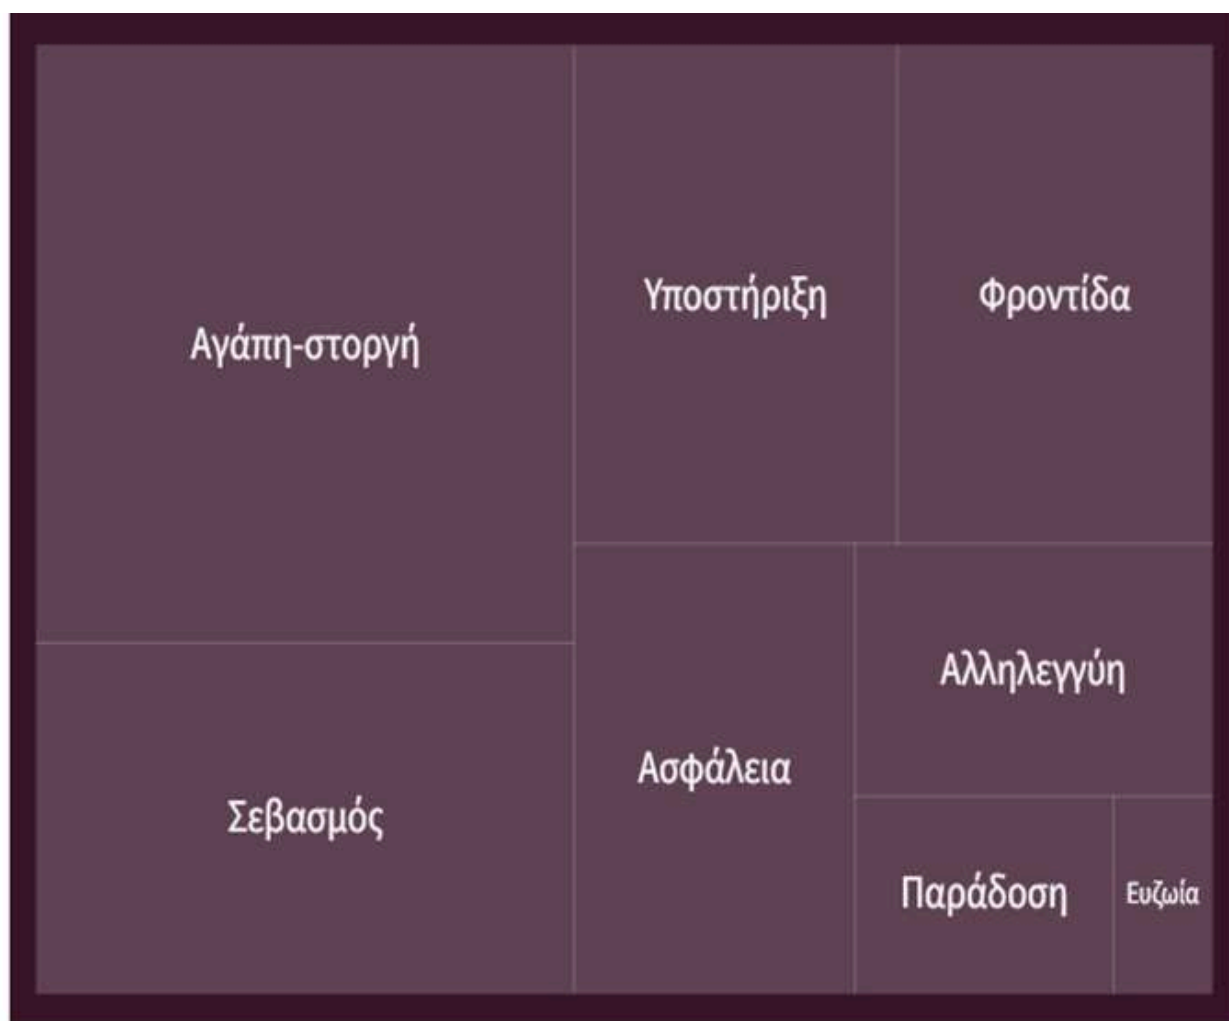 Αγάπη-στοργή
Υποστήριξη
Φροντίδα
Σεβασμός
Ασφάλεια
Αλληλεγγύη
Παράδοση
Ευζωία